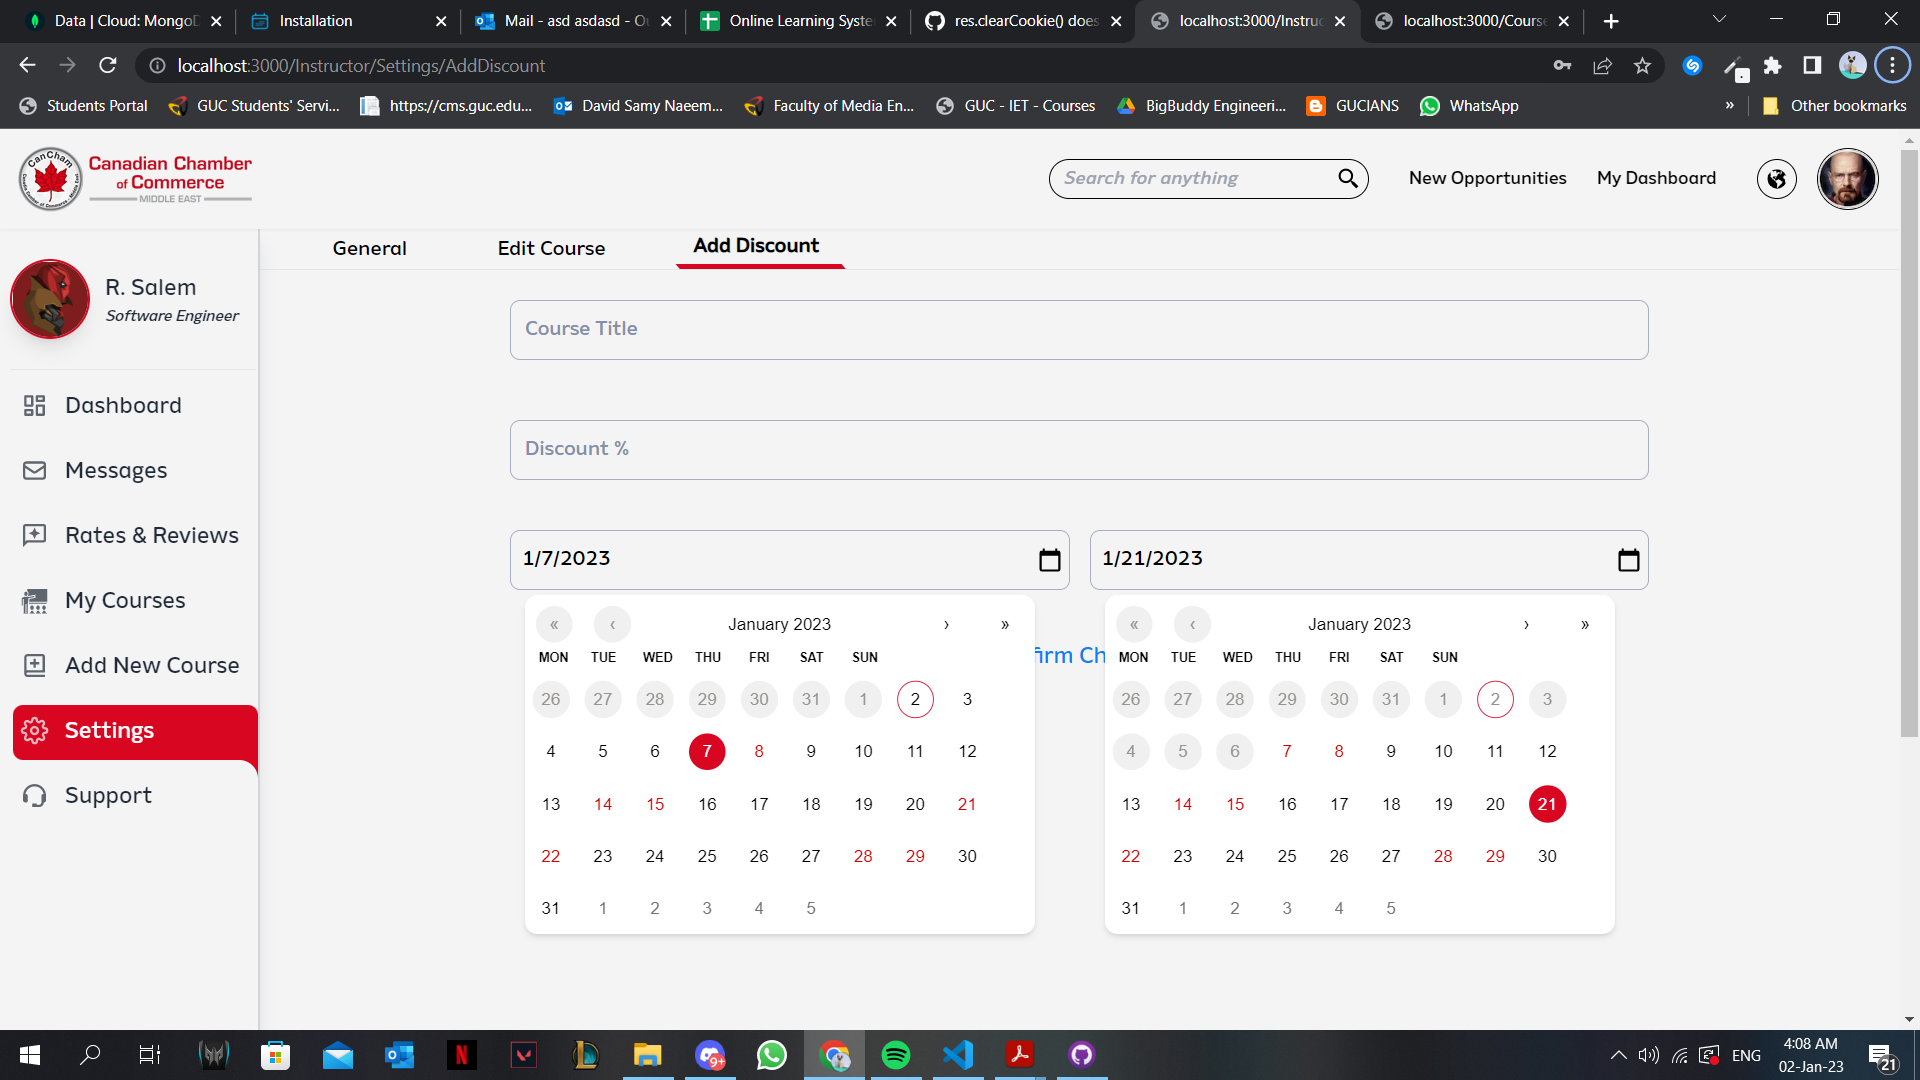 Data | Cloud: MongoD
Installation
Mail - asd asdasd - Ou
Online Learning Syste
res.clearCookie() does
localhost:3000/Instruc
localhost:3000/Course
localhost:3000/Instructor/Settings/AddDiscount
Students Portal
GUC Students' Servi...
https://cms.guc.edu...
David Samy Naeem...
Faculty of Media En...
GUC - IET - Courses
BigBuddy Engineeri...
GUCIANS
WhatsApp
»
Other bookmarks
CanCham
Canadian Chamber
of Commerce
MIDDLE EAST
Search for anything
New Opportunities
My Dashboard
R. Salem
Software Engineer
General
Edit Course
Add Discount
Dashboard
Messages
Rates & Reviews
My Courses
Add New Course
Settings
Support
Course Title
Discount %
1/7/2023
1/21/2023
« ‹ January 2023 › »
MON TUE WED THU FRI SAT SUN
26 27 28 29 30 31 1 2 3
4 5 6 7 8 9 10 11 12
13 14 15 16 17 18 19 20 21
22 23 24 25 26 27 28 29 30
31 1 2 3 4 5
firm Ch
« ‹ January 2023 › »
MON TUE WED THU FRI SAT SUN
26 27 28 29 30 31 1 2 3
4 5 6 7 8 9 10 11 12
13 14 15 16 17 18 19 20 21
22 23 24 25 26 27 28 29 30
31 1 2 3 4 5
9+
ENG
4:08 AM
02-Jan-23
21